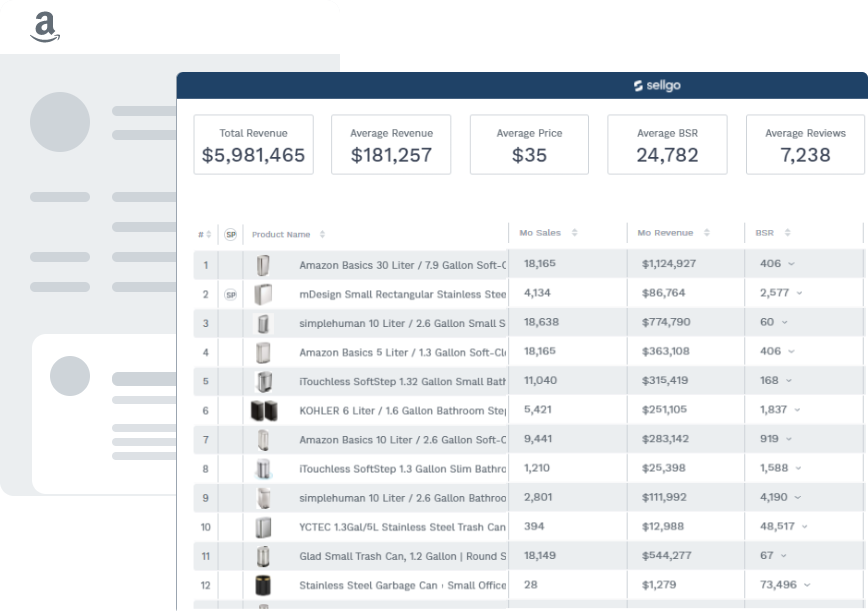 a
sellgo
Total Revenue Average Revenue Average Price Average BSR Average Reviews
$5,981,465 $181,257 $35 24,782 7,238
# SP Product Name Mo Sales Mo Revenue BSR
1 Amazon Basics 30 Liter / 7.9 Gallon Soft-C 18,165 $1,124,927 406
2 SP mDesign Small Rectangular Stainless Stee 4,134 $86,764 2,577
3 simplehuman 10 Liter / 2.6 Gallon Small S 18,638 $774,790 60
4 Amazon Basics 5 Liter / 1.3 Gallon Soft-Cl 18,165 $363,108 406
5 iTouchless SoftStep 1.32 Gallon Small Bath 11,040 $315,419 168
6 KOHLER 6 Liter / 1.6 Gallon Bathroom Step 5,421 $251,105 1,837
7 Amazon Basics 10 Liter / 2.6 Gallon Soft-C 9,441 $283,142 919
8 iTouchless SoftStep 1.3 Gallon Slim Bathro 1,210 $25,398 1,588
9 simplehuman 10 Liter / 2.6 Gallon Bathroo 2,801 $111,992 4,190
10 YCTEC 1.3Gal/5L Stainless Steel Trash Can 394 $12,988 48,517
11 Glad Small Trash Can, 1.2 Gallon | Round S 18,149 $544,277 67
12 Stainless Steel Garbage Can · Small Office 28 $1,279 73,496